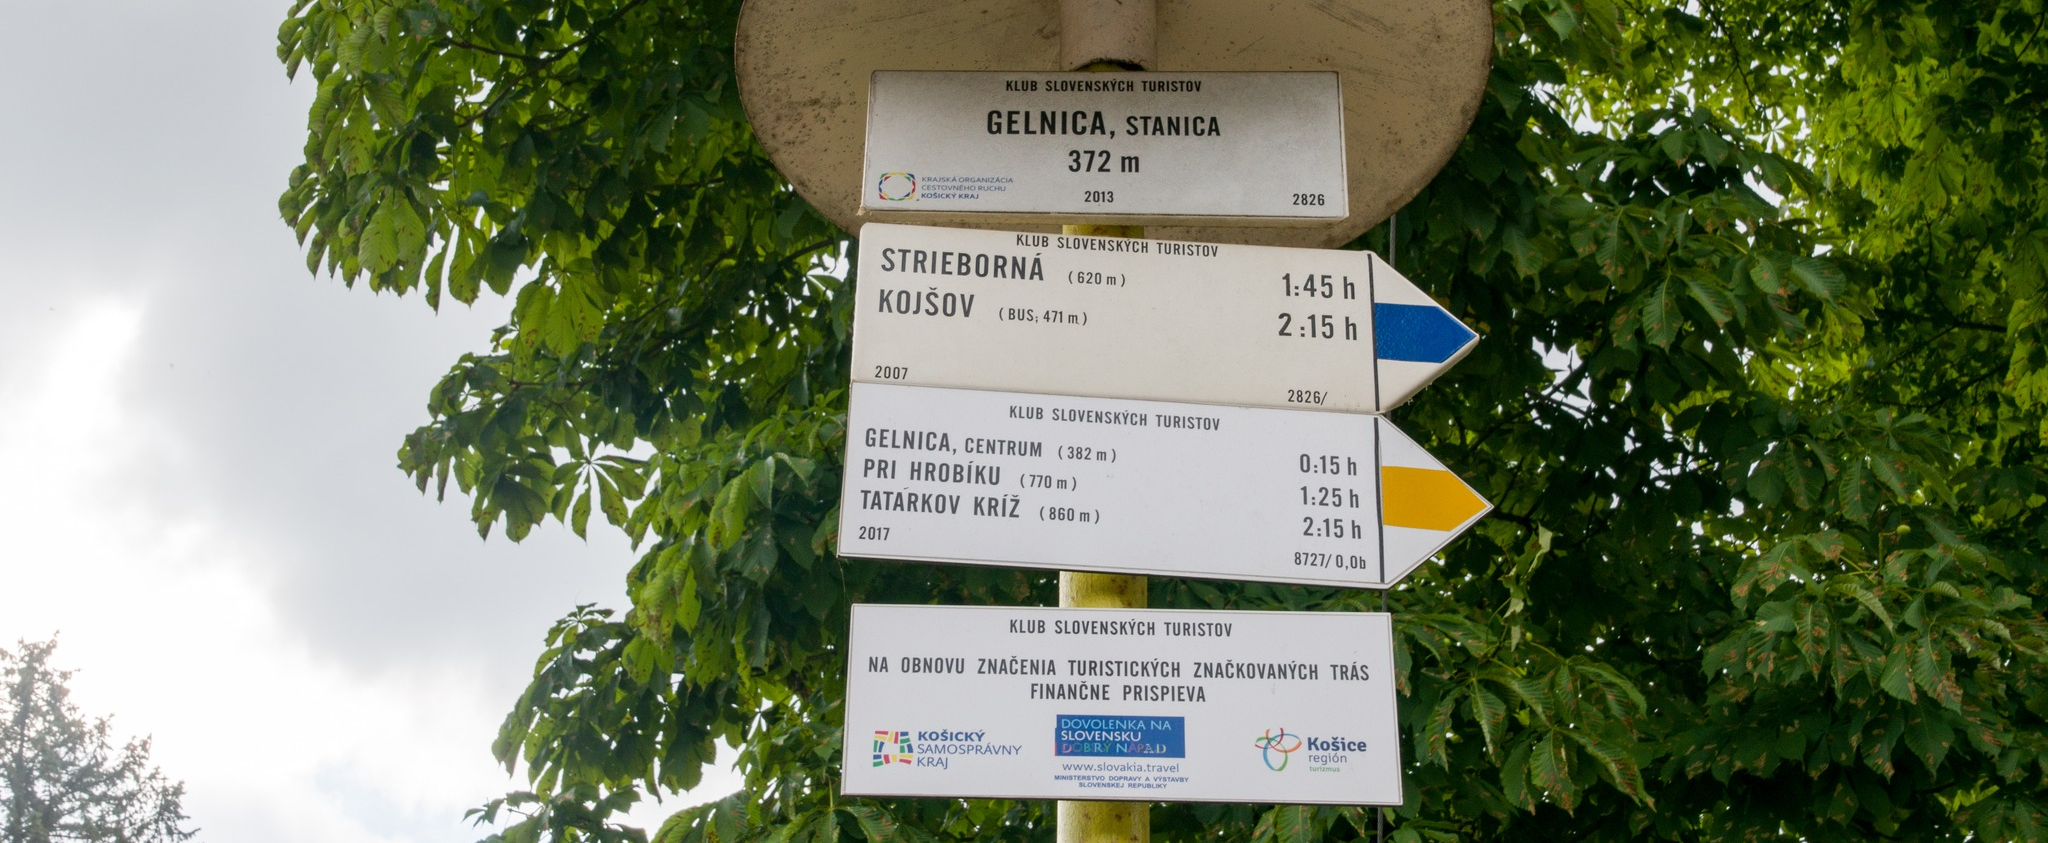 KLUB SLOVENSKÝCH TURISTOV
GELNICA, STANICA
372 m
KRAJSKÁ ORGANIZÁCIA
CESTOVNÉHO RUCHU
KOŠICKÝ KRAJ
2013
2826
KLUB SLOVENSKÝCH TURISTOV
STRIEBORNÁ (620 m) 1:45 h
KOJŠOV (BUS; 471 m) 2:15 h
2007
2826/
KLUB SLOVENSKÝCH TURISTOV
GELNICA, CENTRUM (382 m) 0:15 h
PRI HROBÍKU (770 m) 1:25 h
TATÁRKOV KRÍŽ (860 m) 2:15 h
2017
8727/0,0b
KLUB SLOVENSKÝCH TURISTOV
NA OBNOVU ZNAČENIA TURISTICKÝCH ZNAČKOVANÝCH TRÁS
FINANČNE PRISPIEVA
KOŠICKÝ
SAMOSPRÁVNY
KRAJ
DOVOLENKA NA
SLOVENSKU
DOBRÝ NÁPAD
www.slovakia.travel
MINISTERSTVO DOPRAVY A VÝSTAVBY
SLOVENSKEJ REPUBLIKY
Košice
región
turizmus